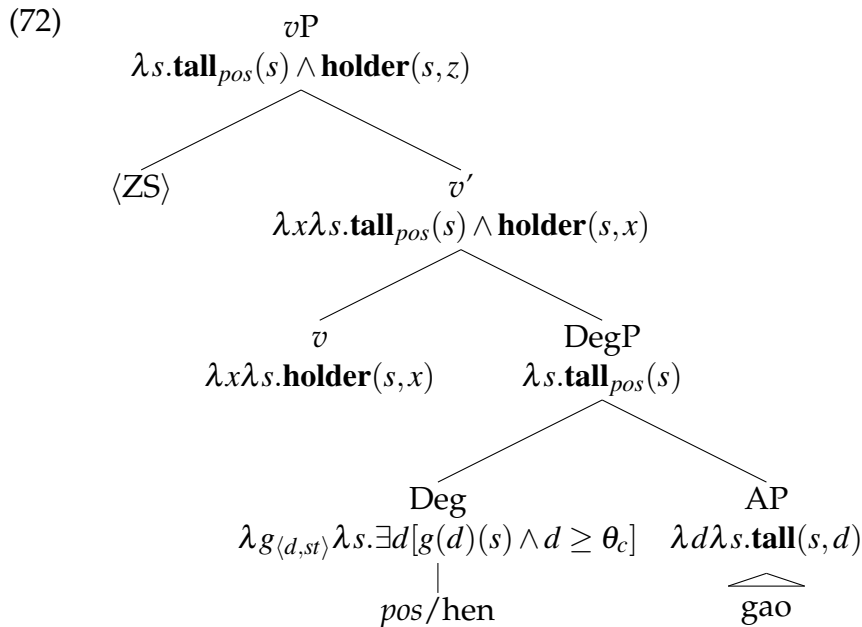 (72)
vP
λs.tall_pos(s) ∧ holder(s,z)
⟨ZS⟩ v′
λxλs.tall_pos(s) ∧ holder(s,x)
v DegP
λxλs.holder(s,x) λs.tall_pos(s)
Deg AP
λg⟨d,st⟩λs.∃d[g(d)(s) ∧ d ≥ θ_c] λdλs.tall(s,d)
pos/hen gao